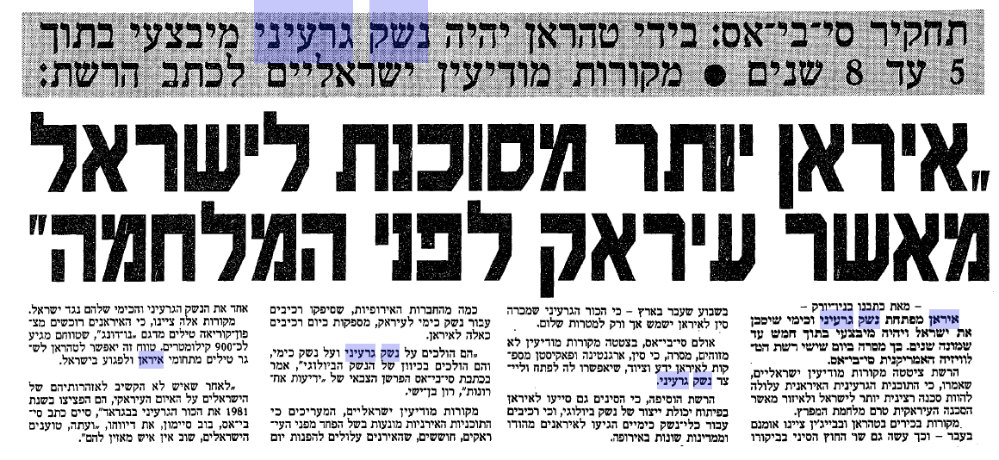 תחקיר סי־בי־אס: בידי טהראן יהיה נשק גרעיני מיבצעי בתוך
5 עד 8 שנים ● מקורות מודיעין ישראליים לכתב הרשת:
„איראן יותר מסוכנת לישראל
מאשר עיראק לפני המלחמה"
– מאת כתבנו בניו־יורק –
איראן מפתחת נשק גרעיני וכימי שיסכן
את ישראל ויהיה מיבצעי בתוך חמש עד
שמונה שנים. כך מסרה ביום שישי רשת הט־
לוויזיה האמריקנית סי־בי־אס.
הרשת ציטטה מקורות מודיעין ישראליים,
שאמרו, כי התוכנית הגרעינית האיראנית עלולה
להוות סכנה רצינית יותר לישראל ולאיזור מאשר
הסכנה העיראקית טרם מלחמת המפרץ.
מקורות בכירים בטהראן ובבייג'ין ציינו אומנם
בעבר – וכך עשה גם שר החוץ הסיני בביקורו
בשבוע שעבר בארץ – כי הכור הגרעיני שמכרה
סין לאיראן ישמש אך ורק למטרות שלום.
אולם סי־בי־אס, בצטטה מקורות מודיעין לא
מזוהים, מסרה, כי סין, ארגנטינה ופאקיסטן מספ־
קות לאיראן ידע וציוד, שיאפשרו לה לפתח וליי־
צר נשק גרעיני.
הרשת הוסיפה, כי הסינים גם סייעו לאיראן
בפיתוח יכולת ייצור של נשק ביולוגי, וכי רכיבים
עבור כלי־נשק כימיים הגיעו לאיראנים מהודו
וממדינות שונות באירופה.
כמה מהחברות האירופיות, שסיפקו רכיבים
עבור נשק כימי לעיראק, מספקות כיום רכיבים
כאלה לאיראן.
„הם הולכים על נשק גרעיני ועל נשק כימי,
והם הולכים בכיוון של הנשק הביולוגי", אמר
בכתבת סי־בי־אס הפרשן הצבאי של „ידיעות אח־
רונות", רון בן־ישי.
מקורות מודיעין ישראליים, המעריכים כי
התוכניות האירניות מונעות בשל הפחד מפני העי־
ראקים, חוששים, שהאירנים עלולים להפנות יום
אחד את הנשק הגרעיני והכימי שלהם נגד ישראל.
מקורות אלה ציינו, כי האיראנים רוכשים מצ־
פון־קוריאה טילים מדגם „נו־דונג", שטווחם מגיע
לכ־900 קילומטרים. טווח זה יאפשר לטהראן לש־
גר טילים מתחומי איראן ולפגוע בישראל.
„לאחר שאיש לא הקשיב לאזהרותיהם של
הישראלים על האיום העיראקי, הם הפציצו בשנת
1981 את הכור הגרעיני בבגדאד", סיים כתב סי־
בי־אס, בוב סיימון, את דיווחו, „ועתה, טוענים
הישראלים, שוב אין איש מאזין להם".